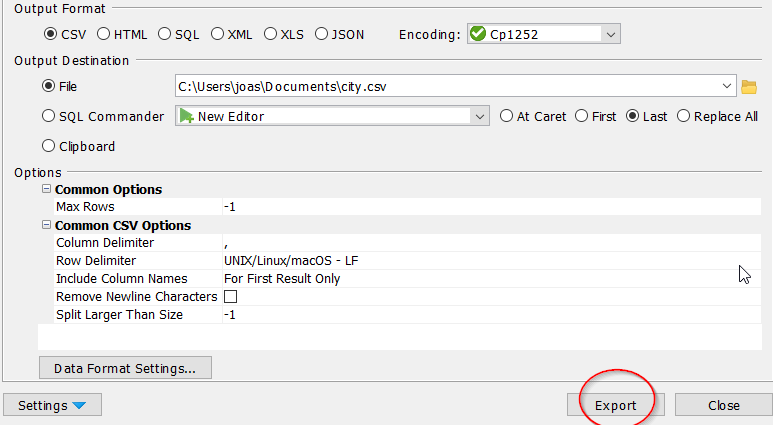 Output Format
CSV HTML SQL XML XLS JSON Encoding: Cp1252
Output Destination
File C:\Users\joas\Documents\city.csv
SQL Commander New Editor At Caret First Last Replace All
Clipboard
Options
Common Options
Max Rows -1
Common CSV Options
Column Delimiter ,
Row Delimiter UNIX/Linux/macOS - LF
Include Column Names For First Result Only
Remove Newline Characters
Split Larger Than Size -1
Data Format Settings...
Settings Export Close